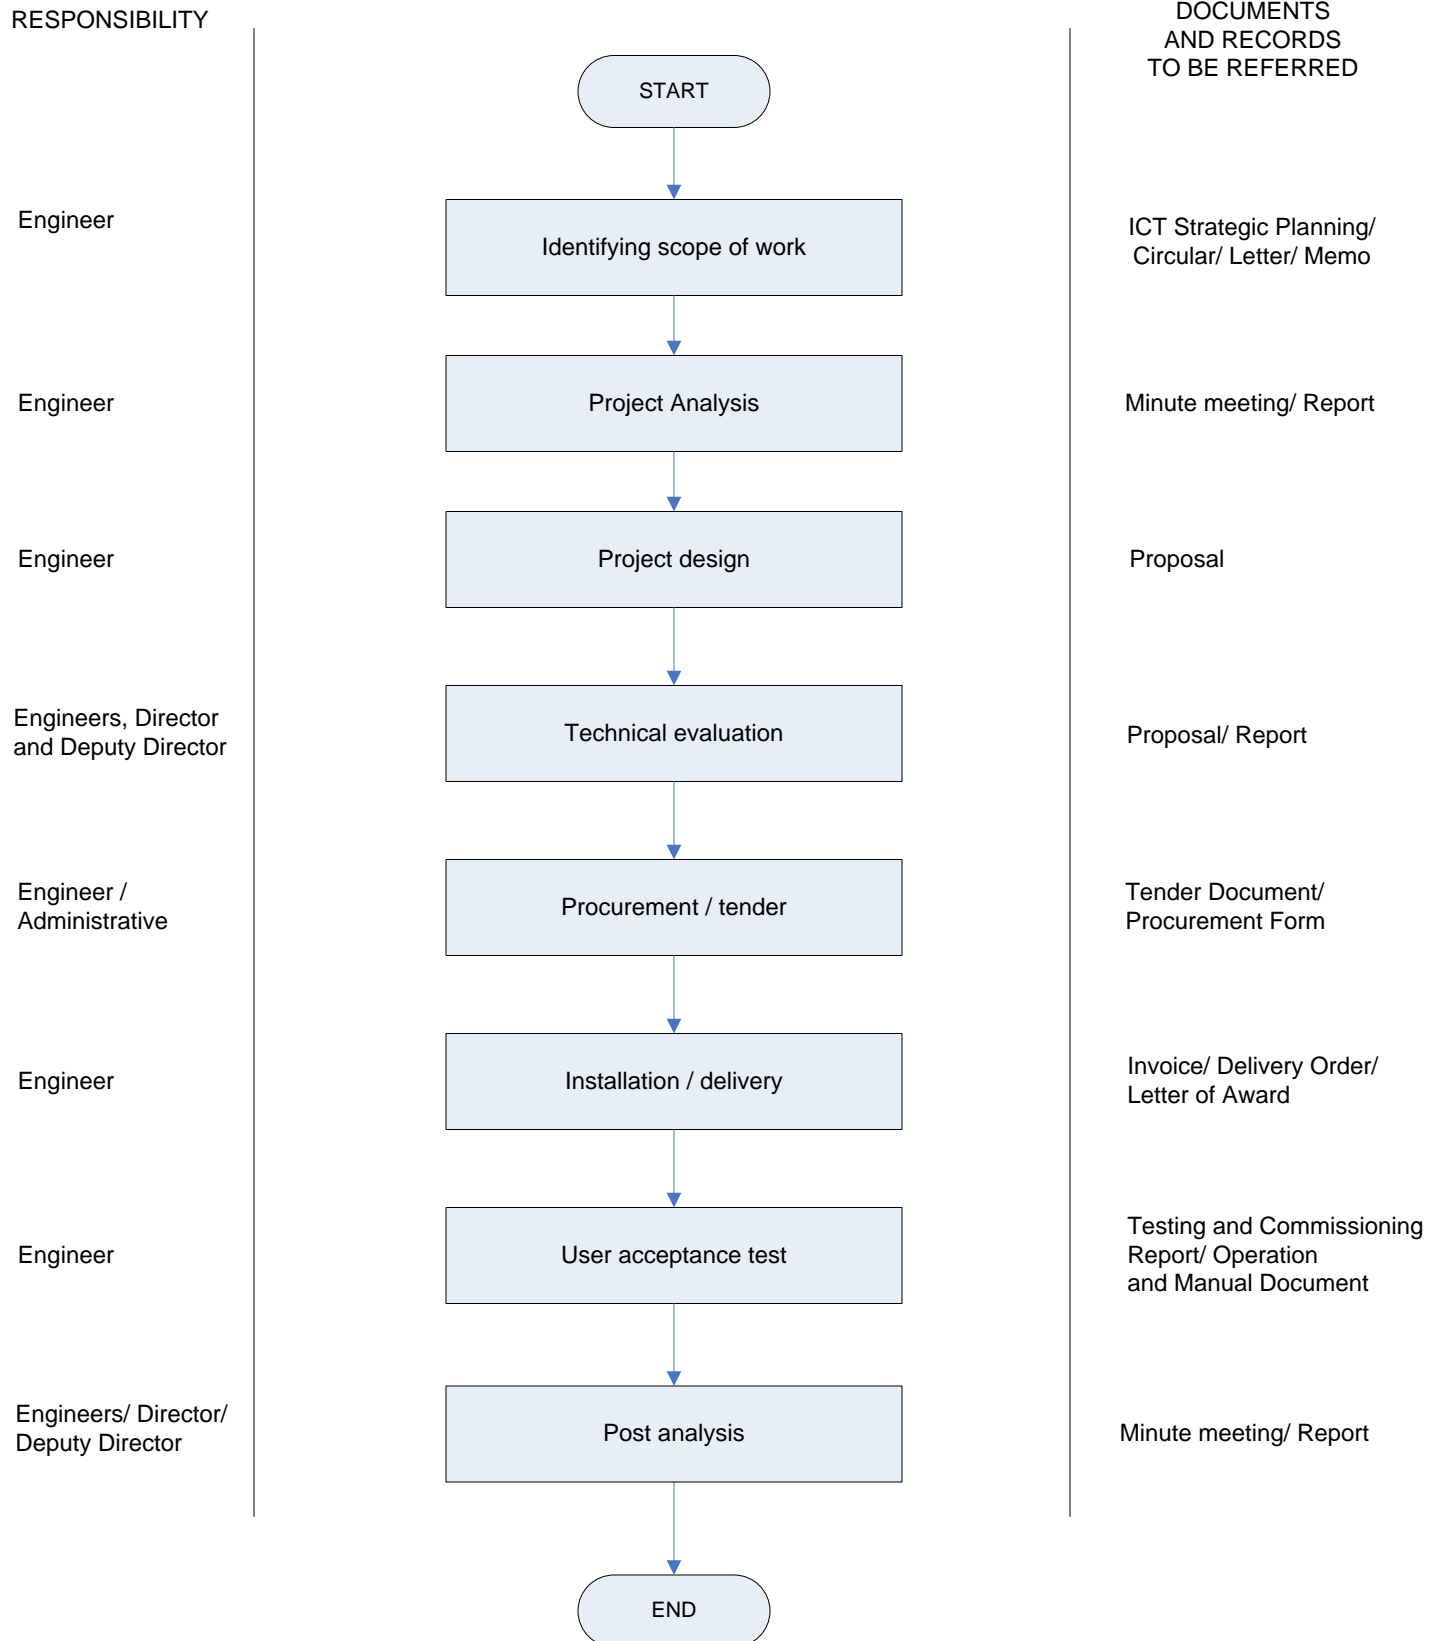 RESPONSIBILITY
DOCUMENTS
AND RECORDS
TO BE REFERRED
START
Engineer
Identifying scope of work
ICT Strategic Planning/
Circular/ Letter/ Memo
Engineer
Project Analysis
Minute meeting/ Report
Engineer
Project design
Proposal
Engineers, Director
and Deputy Director
Technical evaluation
Proposal/ Report
Engineer /
Administrative
Procurement / tender
Tender Document/
Procurement Form
Engineer
Installation / delivery
Invoice/ Delivery Order/
Letter of Award
Engineer
User acceptance test
Testing and Commissioning
Report/ Operation
and Manual Document
Engineers/ Director/
Deputy Director
Post analysis
Minute meeting/ Report
END